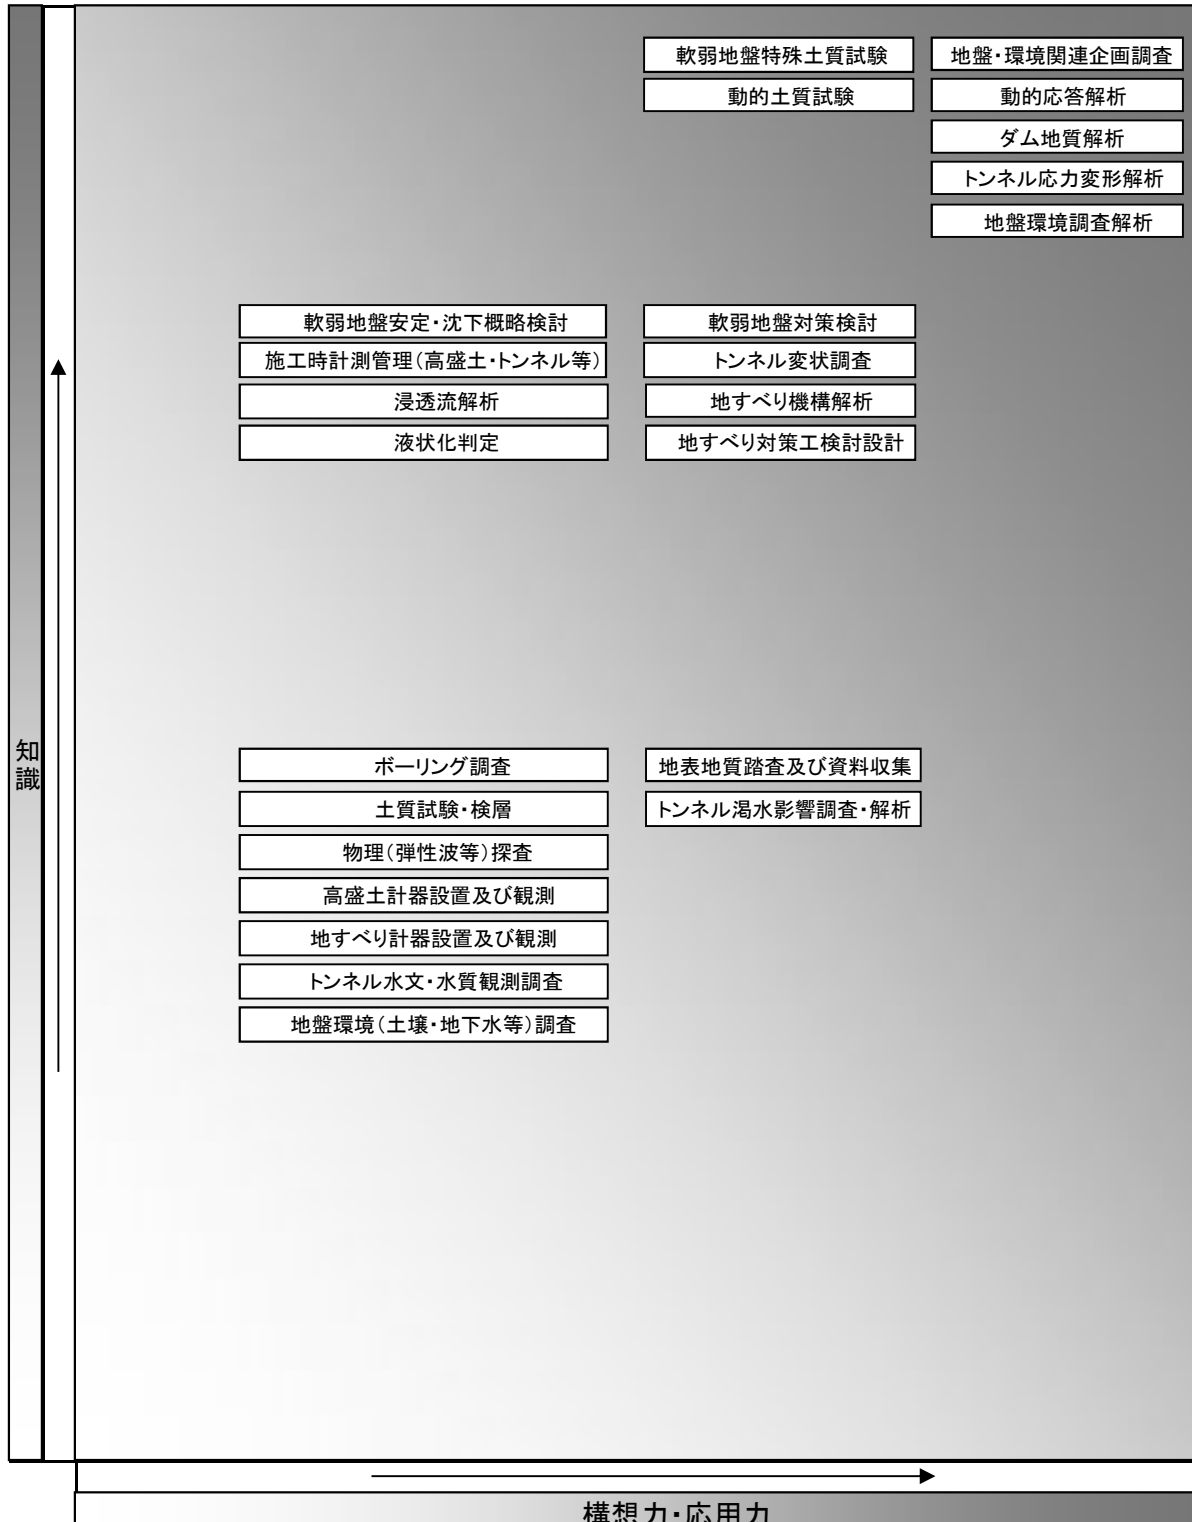 軟弱地盤特殊土質試験
地盤・環境関連企画調査
動的土質試験
動的応答解析
ダム地質解析
トンネル応力変形解析
地盤環境調査解析
軟弱地盤安定・沈下概略検討
軟弱地盤対策検討
施工時計測管理(高盛土・トンネル等)
トンネル変状調査
浸透流解析
地すべり機構解析
液状化判定
地すべり対策工検討設計
知
識
ボーリング調査
地表地質踏査及び資料収集
土質試験・検層
トンネル渇水影響調査・解析
物理(弾性波等)探査
高盛土計器設置及び観測
地すべり計器設置及び観測
トンネル水文・水質観測調査
地盤環境(土壌・地下水等)調査
構想力・応用力